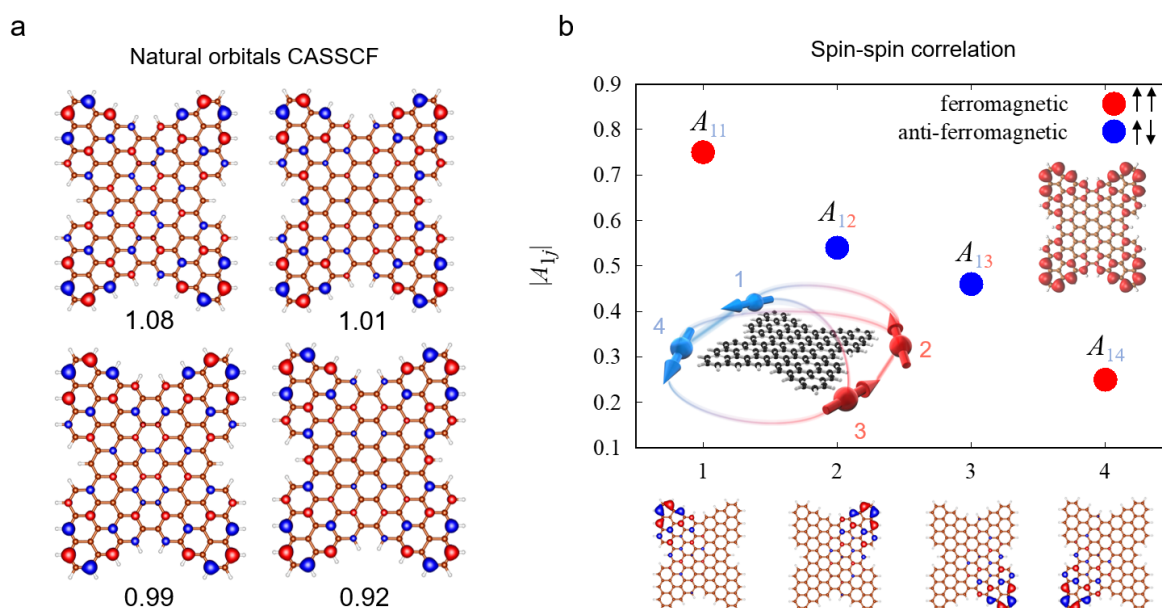 a
Natural orbitals CASSCF
1.08
1.01
0.99
0.92
b
Spin-spin correlation
ferromagnetic
anti-ferromagnetic
|A1j|
0.9
0.8
0.7
0.6
0.5
0.4
0.3
0.2
0.1
A11
A12
A13
A14
1
2
3
4
1
2
3
4